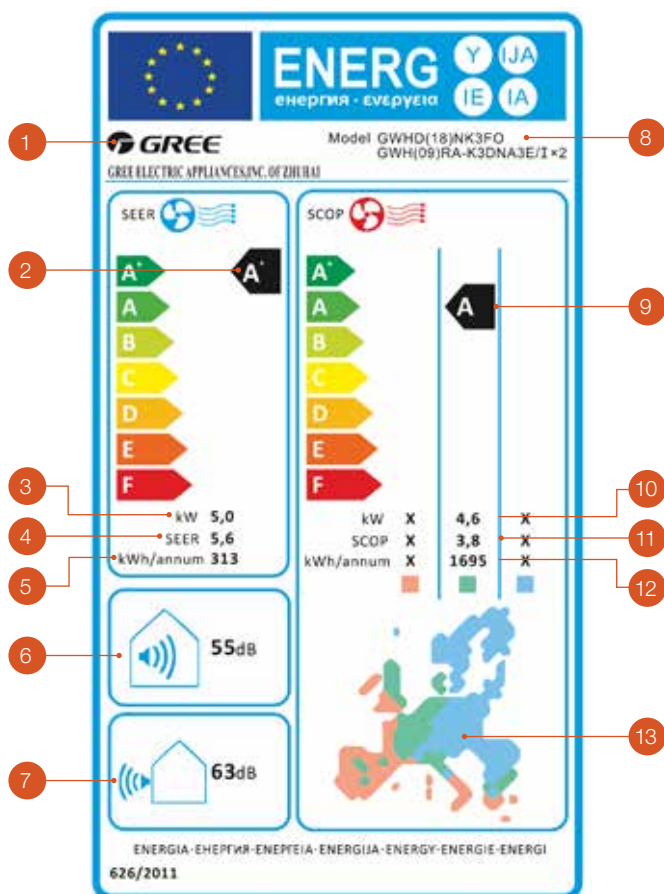 ENERG
енергия · ενεργεια
Y IJA
IE IA
1
GREE
Model GWHD(18)NK3FO
GWH(09)RA-K3DNA3E/I×2
8
GREE ELECTRIC APPLIANCES,INC. OF ZHUHAI
SEER
2
A+
A+
A
B
C
D
E
F
3
kW 5,0
4
SEER 5,6
5
kWh/annum 313
SCOP
A+
A
A
9
B
C
D
E
F
kW X 4,6 X
10
SCOP X 3,8 X
11
kWh/annum X 1695 X
12
6
55dB
7
63dB
13
ENERGIA-ЕНЕРГИЯ-ΕΝΕΡΓΕΙΑ-ENERGIJA-ENERGY-ENERGIE-ENERGI
626/2011